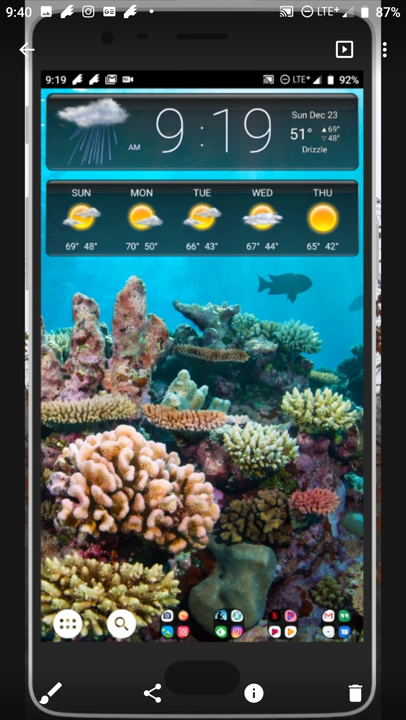 9:40
LTE+
87%
9:19
LTE+
92%
AM
9:19
Sun Dec 23
51°
▲69°
▽48°
Drizzle
SUN MON TUE WED THU
69° 48° 70° 50° 66° 43° 67° 44° 65° 42°